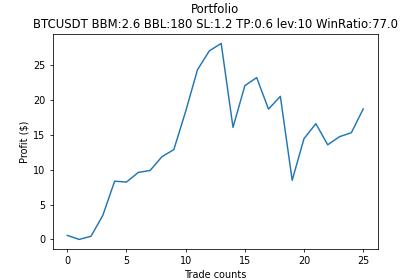 Portfolio
BTCUSDT BBM:2.6 BBL:180 SL:1.2 TP:0.6 lev:10 WinRatio:77.0
Profit ($)
25
20
15
10
5
0
0 5 10 15 20 25
Trade counts